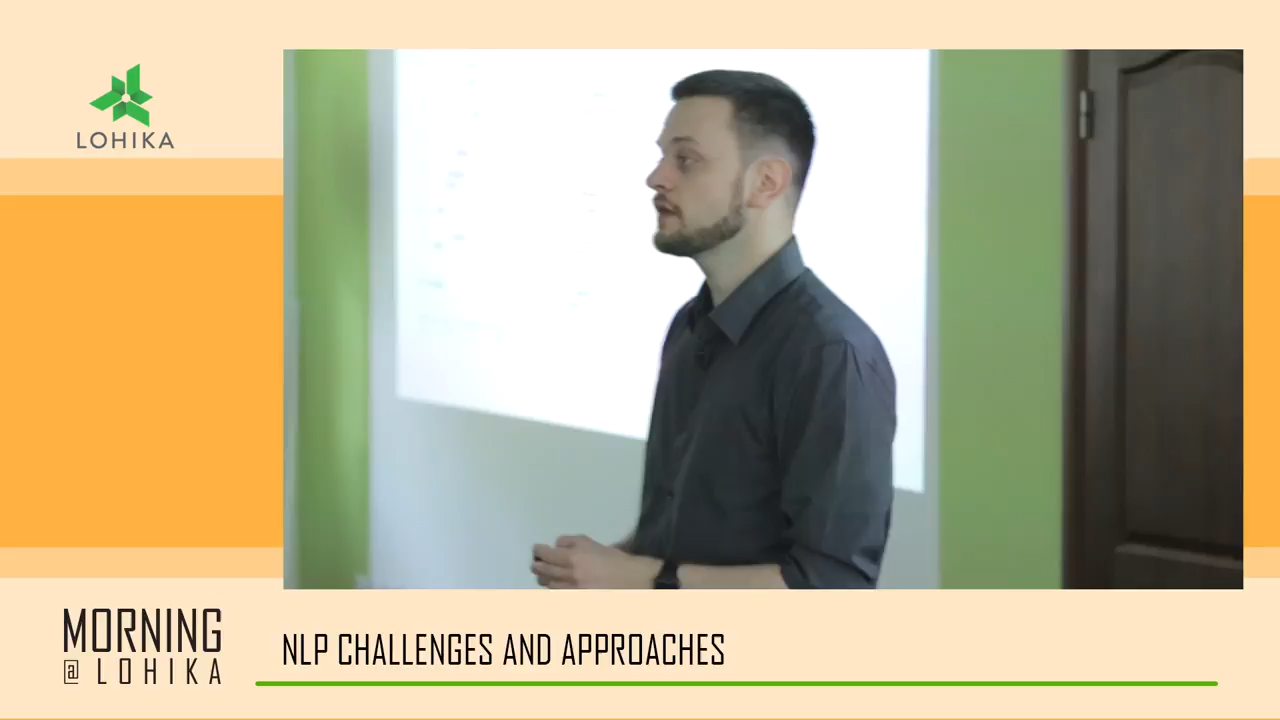 LOHIKA
MORNING
@ LOHIKA
NLP CHALLENGES AND APPROACHES